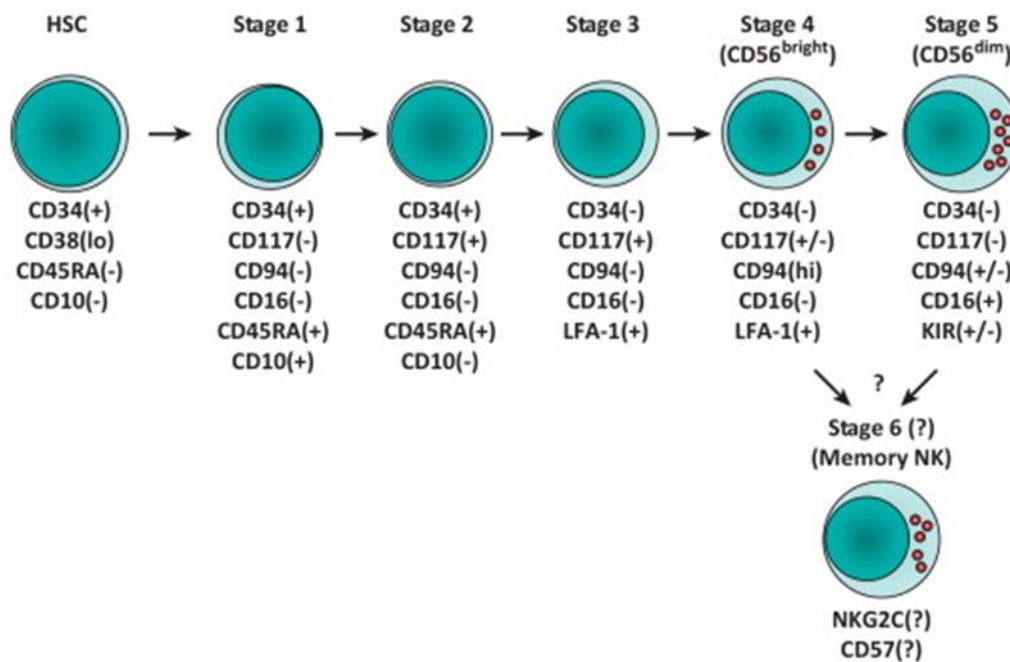 HSC
CD34(+)
CD38(lo)
CD45RA(-)
CD10(-)
Stage 1
CD34(+)
CD117(-)
CD94(-)
CD16(-)
CD45RA(+)
CD10(+)
Stage 2
CD34(+)
CD117(+)
CD94(-)
CD16(-)
CD45RA(+)
CD10(-)
Stage 3
CD34(-)
CD117(+)
CD94(-)
CD16(-)
LFA-1(+)
Stage 4
(CD56bright)
CD34(-)
CD117(+/-)
CD94(hi)
CD16(-)
LFA-1(+)
Stage 5
(CD56dim)
CD34(-)
CD117(-)
CD94(+/-)
CD16(+)
KIR(+/-)
?
Stage 6 (?)
(Memory NK)
NKG2C(?)
CD57(?)